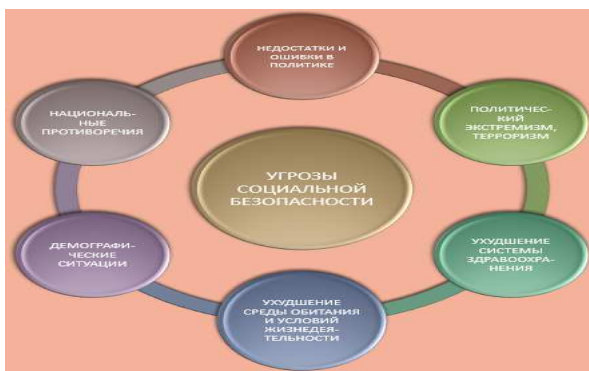 НЕДОСТАТКИ И
ОШИБКИ В
ПОЛИТИКЕ
ПОЛИТИЧЕС-
КИЙ
ЭКСТРЕМИЗМ,
ТЕРРОРИЗМ
УХУДШЕНИЕ
СИСТЕМЫ
ЗДРАВООХРА-
НЕНИЯ
УХУДШЕНИЕ
СРЕДЫ ОБИТАНИЯ
И УСЛОВИЙ
ЖИЗНЕДЕЯ-
ТЕЛЬНОСТИ
ДЕМОГРАФИ-
ЧЕСКИЕ
СИТУАЦИИ
НАЦИОНАЛЬ-
НЫЕ
ПРОТИВОРЕЧИЯ
УГРОЗЫ
СОЦИАЛЬНОЙ
БЕЗОПАСНОСТИ